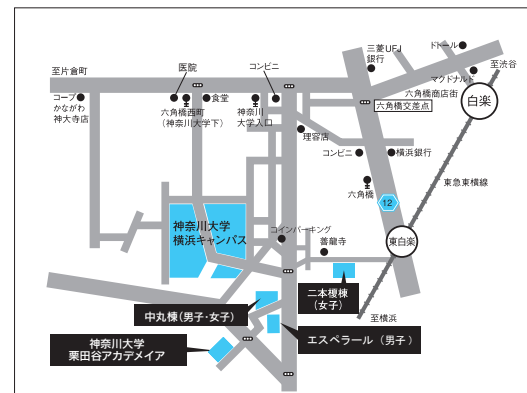 ドトール
三菱UFJ
銀行
至渋谷
至片倉町
医院
コンビニ
マクドナルド
六角橋商店街
白楽
コープ
かながわ
神大寺店
六角橋西町
(神奈川大学下)
食堂
神奈川
大学入口
六角橋交差点
理容店
コンビニ
横浜銀行
六角橋
東急東横線
12
神奈川大学
横浜キャンパス
コインパーキング
善龍寺
東白楽
二本榎棟
(女子)
中丸棟(男子・女子)
至横浜
エスペラール(男子)
神奈川大学
栗田谷アカデメイア